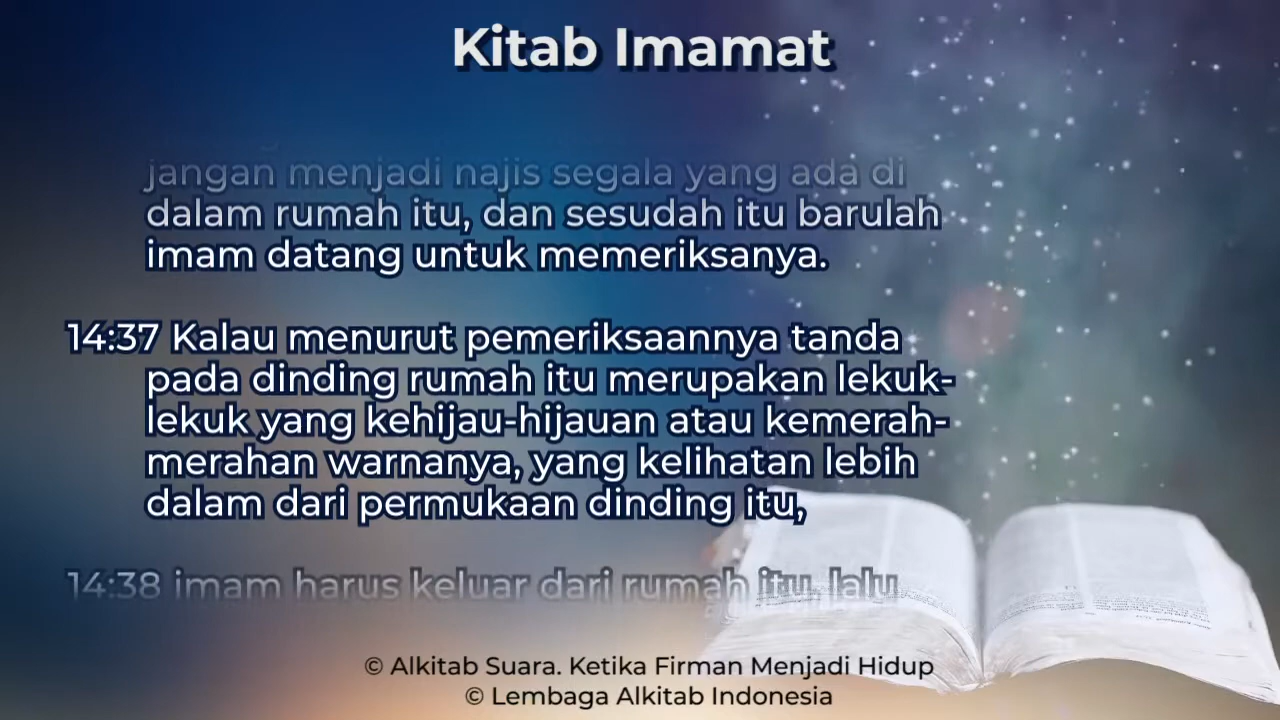 Kitab Imamat
jangan menjadi najis segala yang ada di
dalam rumah itu, dan sesudah itu barulah
imam datang untuk memeriksanya.
14:37 Kalau menurut pemeriksaannya tanda
pada dinding rumah itu merupakan lekuk-
lekuk yang kehijau-hijauan atau kemerah-
merahan warnanya, yang kelihatan lebih
dalam dari permukaan dinding itu,
14:38 imam harus keluar dari rumah itu, lalu
© Alkitab Suara. Ketika Firman Menjadi Hidup
© Lembaga Alkitab Indonesia